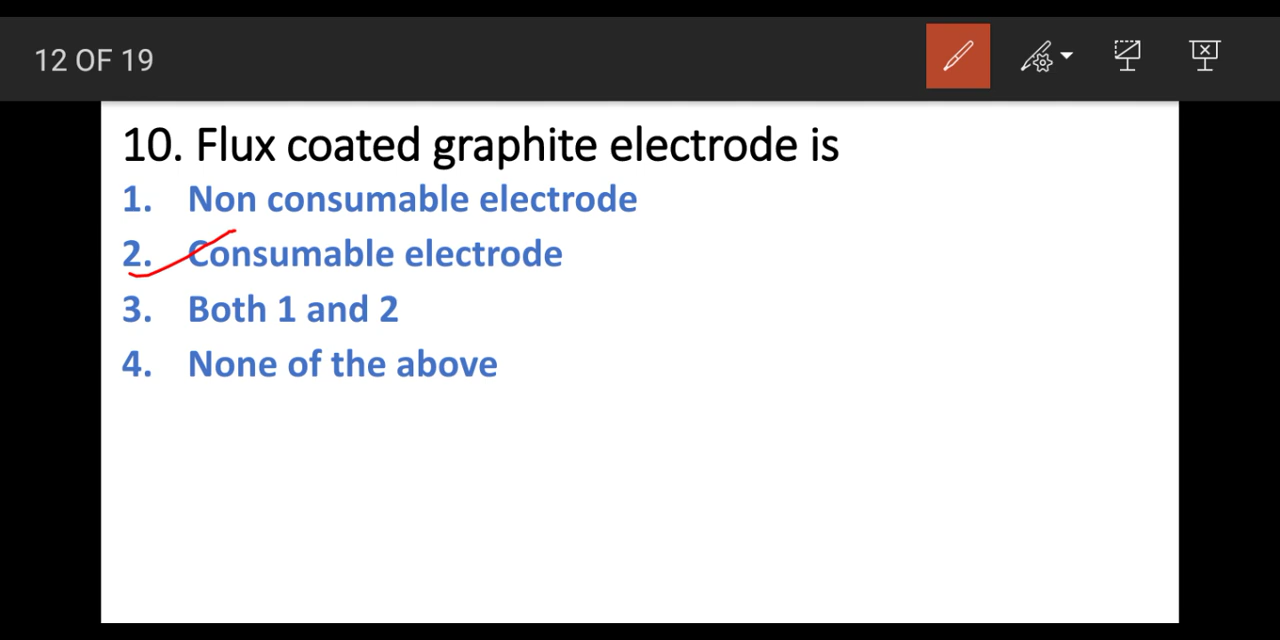 12 OF 19
10. Flux coated graphite electrode is
1. Non consumable electrode
2. Consumable electrode
3. Both 1 and 2
4. None of the above